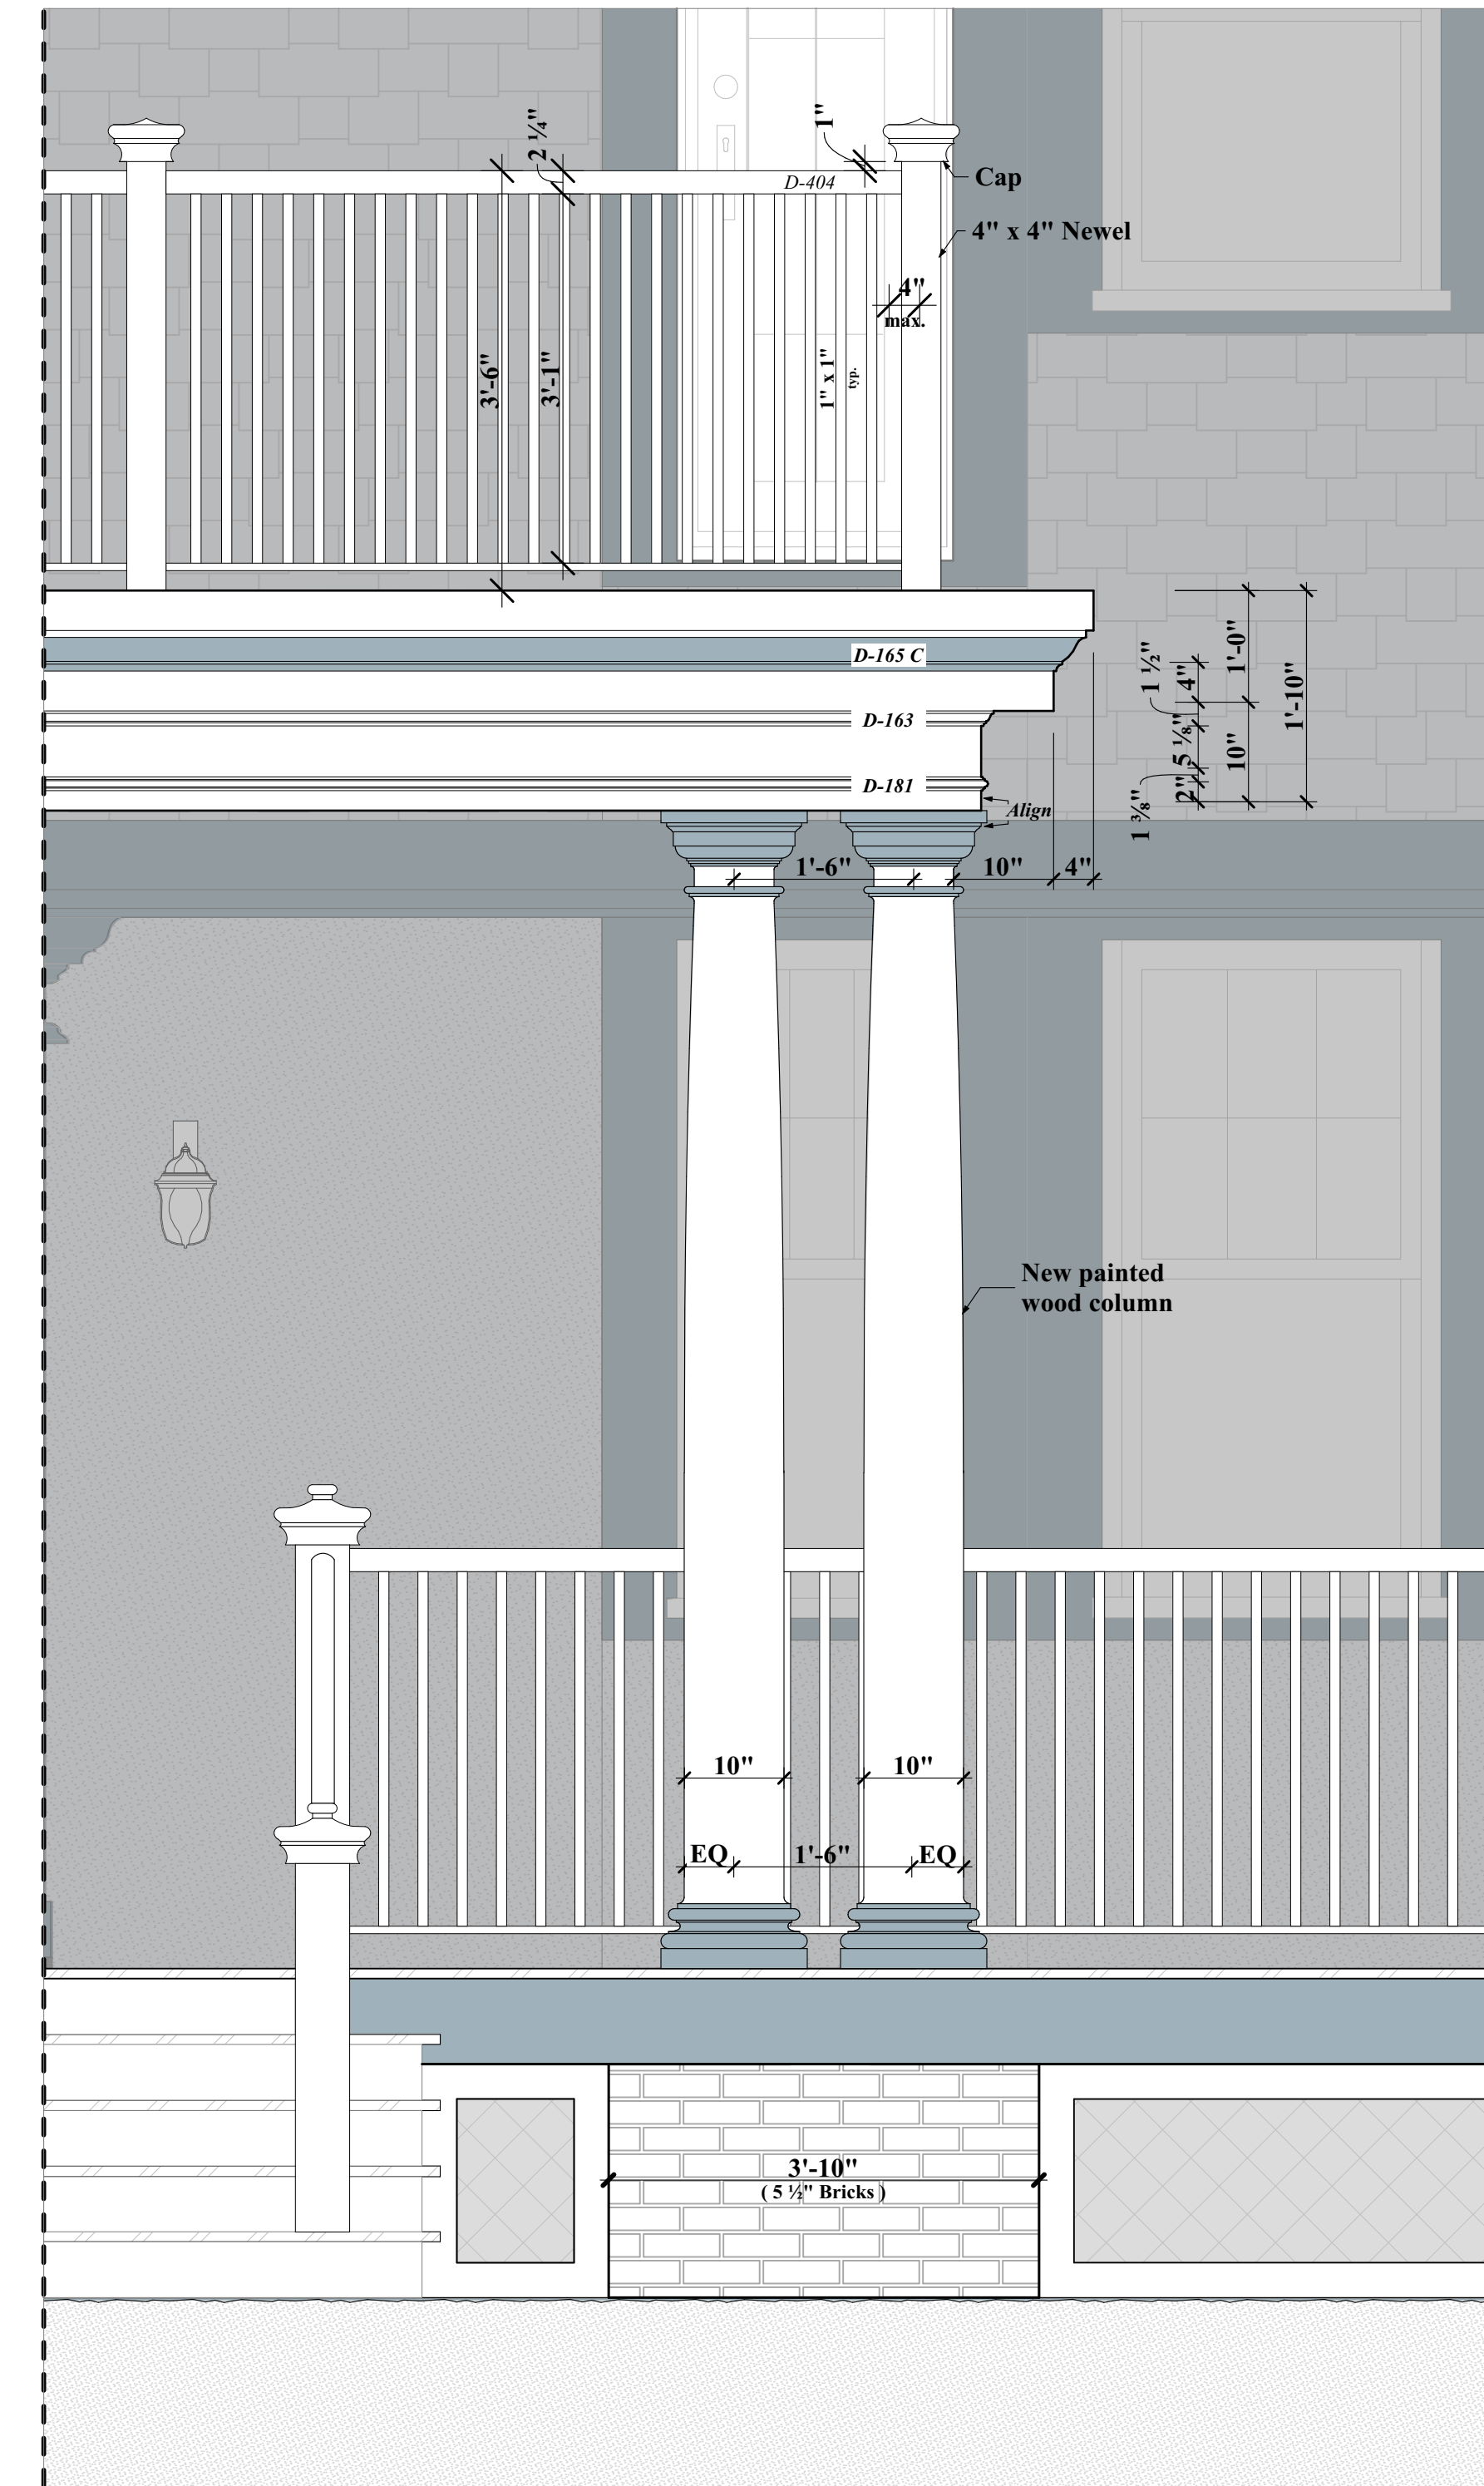 2 ¼"
1"
D-404
Cap
4" x 4" Newel
4"
max.
3'-6"
3'-1"
1" x 1"
typ.
D-165 C
D-163
D-181
Align
1 ½"
4"
1'-0"
1'-10"
5 ⅛"
10"
2"
1 ⅜"
1'-6"
10"
4"
New painted
wood column
10"
10"
EQ
1'-6"
EQ
3'-10"
( 5 ½" Bricks )